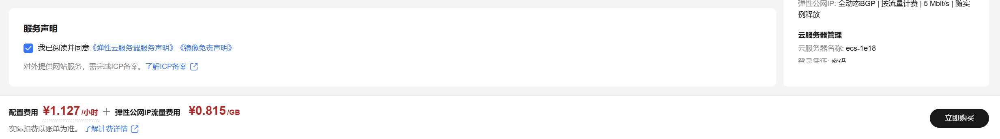 弹性公网IP: 全动态BGP | 按流量计费 | 5 Mbit/s | 随实
例释放
服务声明
我已阅读并同意《弹性云服务器服务声明》《镜像免责声明》
对外提供网站服务，需完成ICP备案。了解ICP备案
云服务器管理
云服务器名称: ecs-1e18
登录凭证: 密码
配置费用 ¥1.127/小时 + 弹性公网IP流量费用 ¥0.815/GB
实际扣费以账单为准。 了解计费详情
立即购买